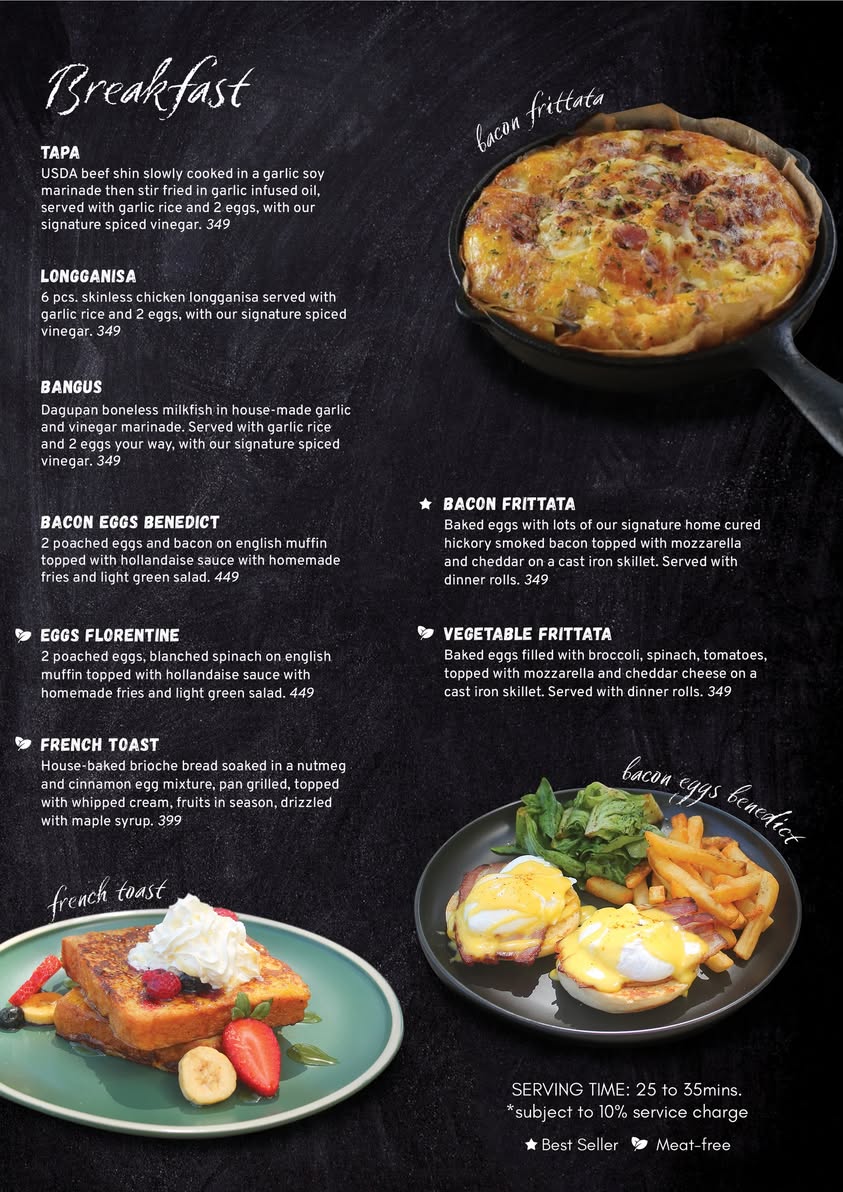 Breakfast
bacon frittata
TAPA
USDA beef shin slowly cooked in a garlic soy
marinade then stir fried in garlic infused oil,
served with garlic rice and 2 eggs, with our
signature spiced vinegar. 349
LONGGANISA
6 pcs. skinless chicken longganisa served with
garlic rice and 2 eggs, with our signature spiced
vinegar. 349
BANGUS
Dagupan boneless milkfish in house-made garlic
and vinegar marinade. Served with garlic rice
and 2 eggs your way, with our signature spiced
vinegar. 349
BACON EGGS BENEDICT
2 poached eggs and bacon on english muffin
topped with hollandaise sauce with homemade
fries and light green salad. 449
EGGS FLORENTINE
2 poached eggs, blanched spinach on english
muffin topped with hollandaise sauce with
homemade fries and light green salad. 449
FRENCH TOAST
House-baked brioche bread soaked in a nutmeg
and cinnamon egg mixture, pan grilled, topped
with whipped cream, fruits in season, drizzled
with maple syrup. 399
french toast
BACON FRITTATA
Baked eggs with lots of our signature home cured
hickory smoked bacon topped with mozzarella
and cheddar on a cast iron skillet. Served with
dinner rolls. 349
VEGETABLE FRITTATA
Baked eggs filled with broccoli, spinach, tomatoes,
topped with mozzarella and cheddar cheese on a
cast iron skillet. Served with dinner rolls. 349
bacon eggs benedict
SERVING TIME: 25 to 35mins.
*subject to 10% service charge
Best Seller Meat-free